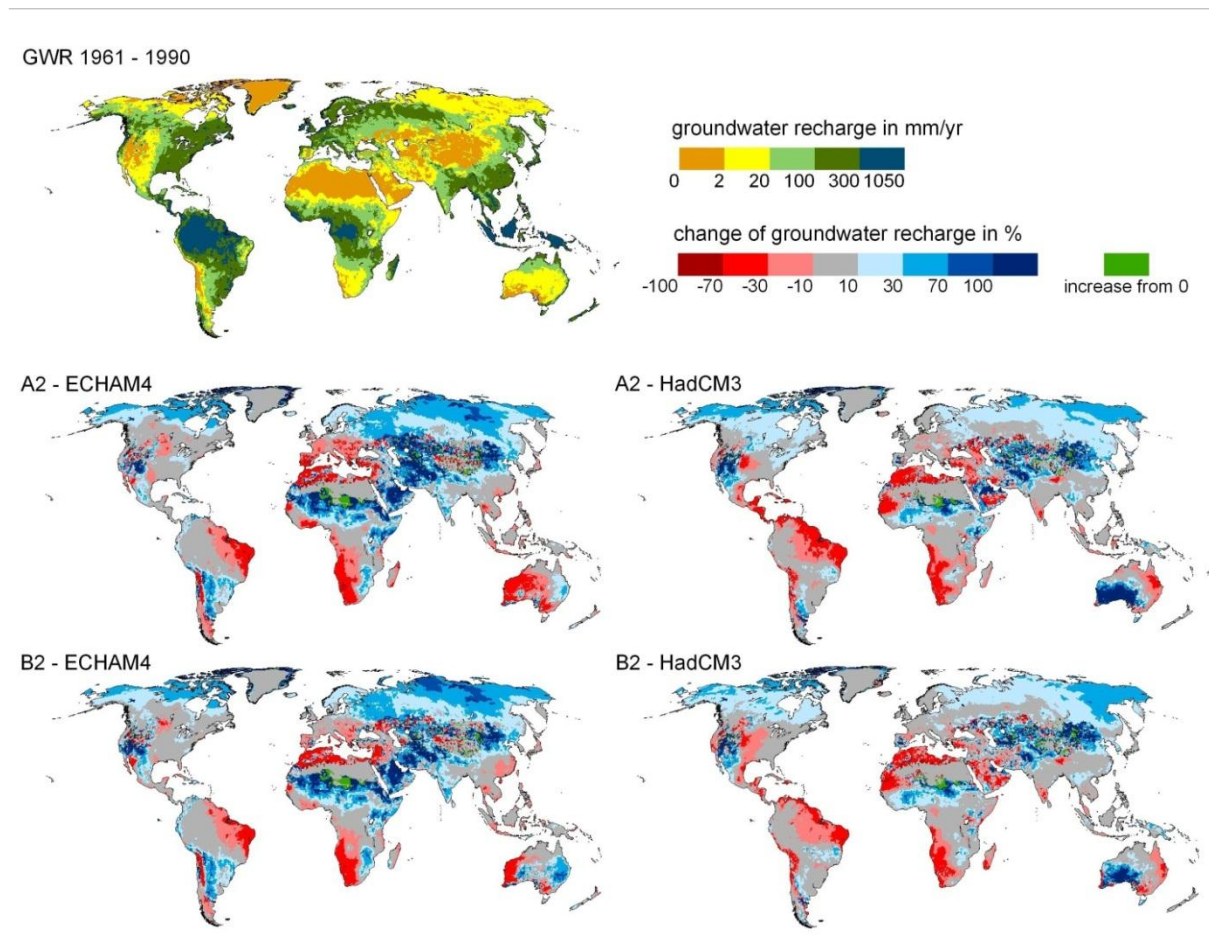 GWR 1961 - 1990
groundwater recharge in mm/yr
0 2 20 100 300 1050
change of groundwater recharge in %
-100 -70 -30 -10 10 30 70 100 increase from 0
A2 - ECHAM4 A2 - HadCM3
B2 - ECHAM4 B2 - HadCM3